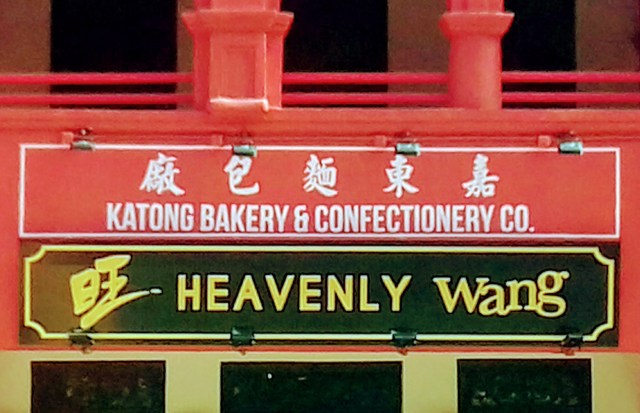 嘉東麵包廠
KATONG BAKERY & CONFECTIONERY CO.
旺 HEAVENLY wang